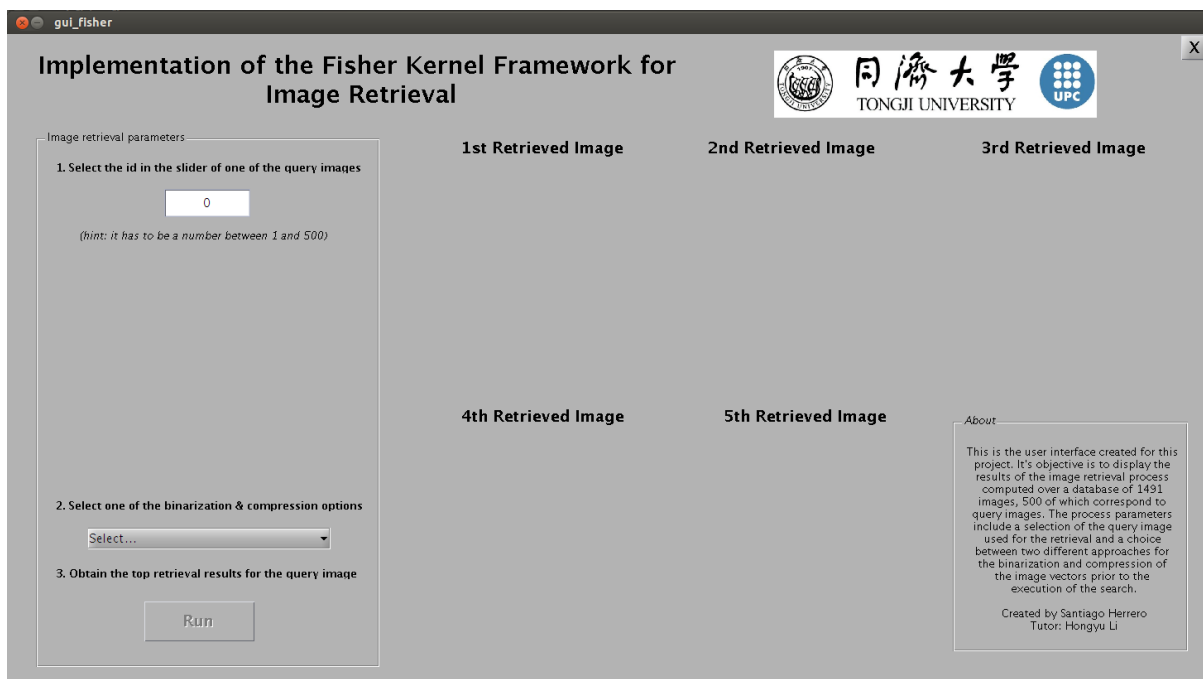 gui_fisher
X
Implementation of the Fisher Kernel Framework for
Image Retrieval
1907
同濟大學
TONGJI UNIVERSITY
UPC
Image retrieval parameters
1. Select the id in the slider of one of the query images
0
(hint: it has to be a number between 1 and 500)
2. Select one of the binarization & compression options
Select...
3. Obtain the top retrieval results for the query image
Run
1st Retrieved Image
2nd Retrieved Image
3rd Retrieved Image
4th Retrieved Image
5th Retrieved Image
About
This is the user interface created for this
project. It's objective is to display the
results of the image retrieval process
computed over a database of 1491
images, 500 of which correspond to
query images. The process parameters
include a selection of the query image
used for the retrieval and a choice
between two different approaches for
the binarization and compression of
the image vectors prior to the
execution of the search.
Created by Santiago Herrero
Tutor: Hongyu Li